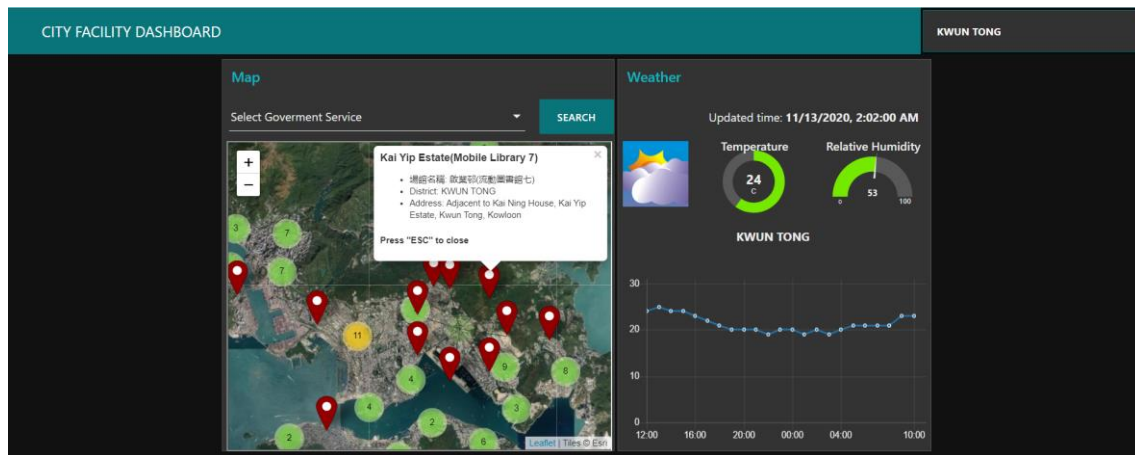 CITY FACILITY DASHBOARD
KWUN TONG
Map
Select Goverment Service
SEARCH
+
−
Kai Yip Estate(Mobile Library 7)
×
• 場館名稱: 啟業邨(流動圖書館七)
• District: KWUN TONG
• Address: Adjacent to Kai Ning House, Kai Yip
Estate, Kwun Tong, Kowloon
Press "ESC" to close
3
7
7
11
4
9
8
4
3
2
2
6
Leaflet | Tiles © Esri
Weather
Updated time: 11/13/2020, 2:02:00 AM
Temperature
24
C
Relative Humidity
53
0
100
KWUN TONG
30
20
10
0
12:00 16:00 20:00 00:00 04:00 10:00